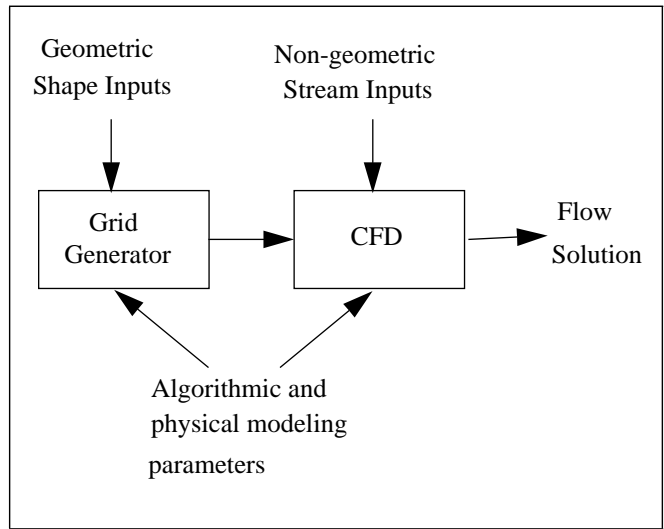 Geometric
Shape Inputs
Non-geometric
Stream Inputs
Grid
Generator
CFD
Flow
Solution
Algorithmic and
physical modeling
parameters